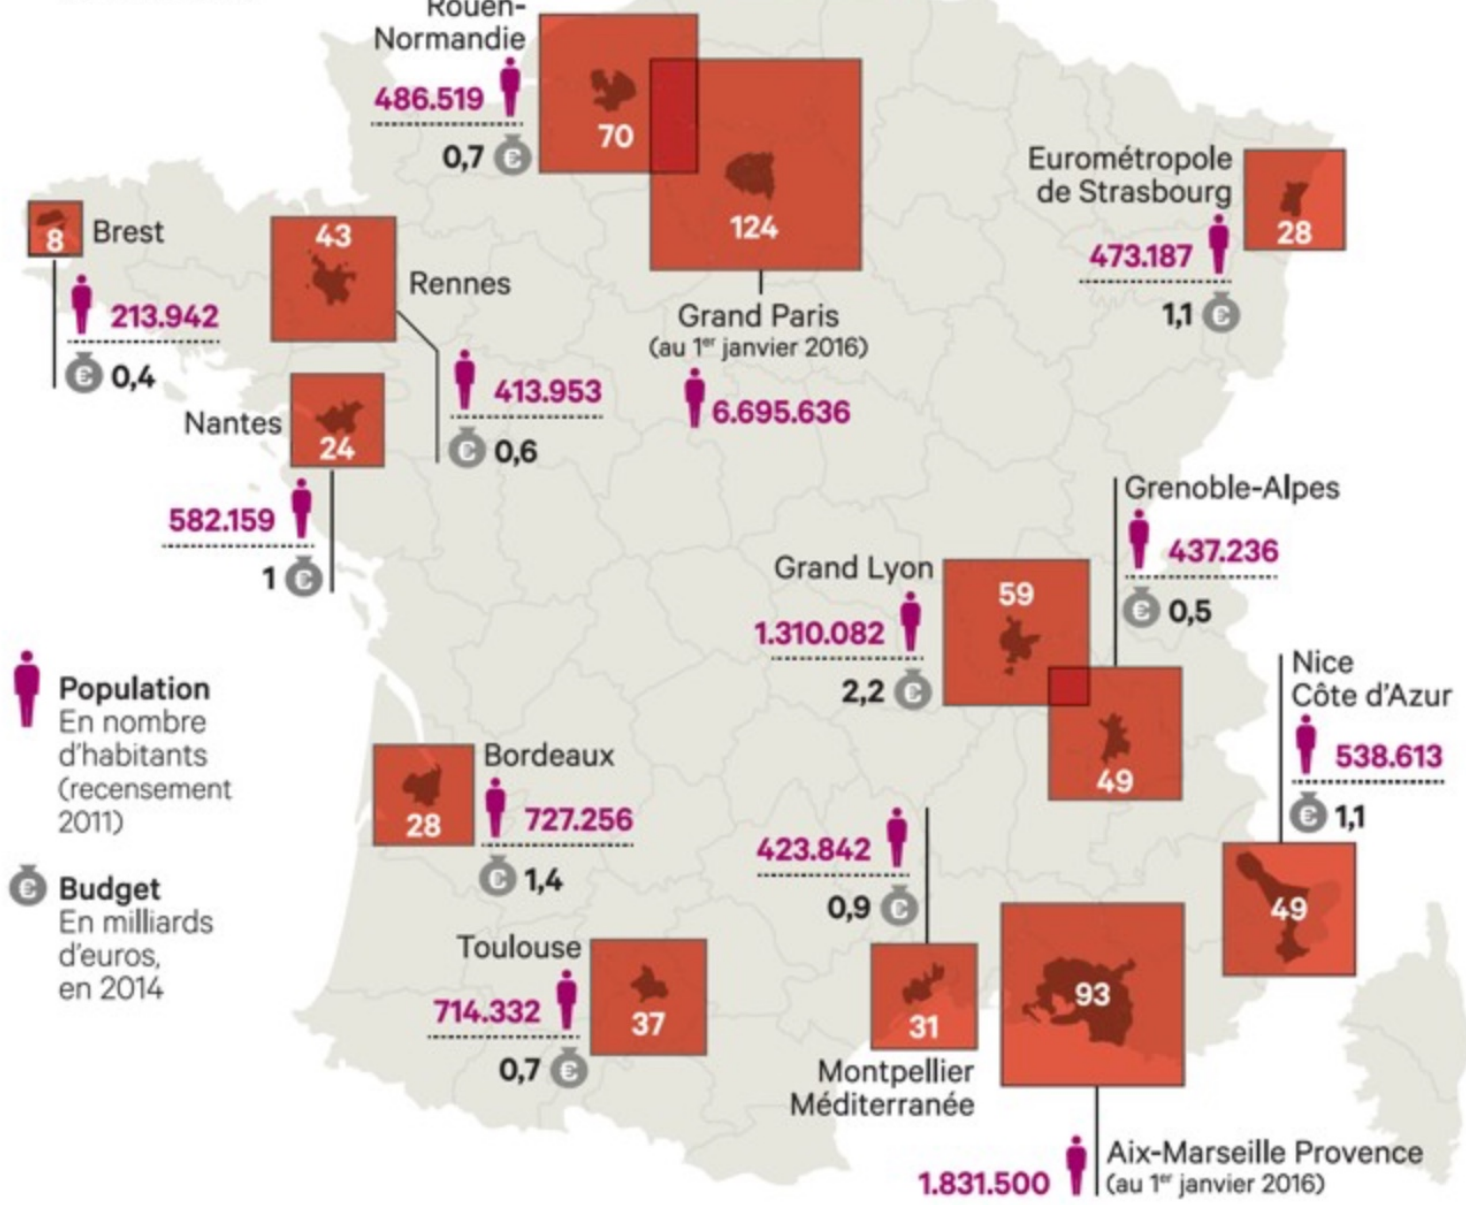 Rouen-
Normandie
486.519
0,7
70
124
Grand Paris
(au 1er janvier 2016)
6.695.636
Eurométropole
de Strasbourg
473.187
1,1
28
8
Brest
213.942
0,4
43
Rennes
413.953
0,6
Nantes
24
582.159
1
Grenoble-Alpes
437.236
0,5
49
Grand Lyon
1.310.082
2,2
59
Nice
Côte d'Azur
538.613
1,1
49
Population
En nombre
d'habitants
(recensement
2011)
Budget
En milliards
d'euros,
en 2014
Bordeaux
727.256
1,4
28
423.842
0,9
31
Montpellier
Méditerranée
Toulouse
714.332
0,7
37
93
Aix-Marseille Provence
(au 1er janvier 2016)
1.831.500